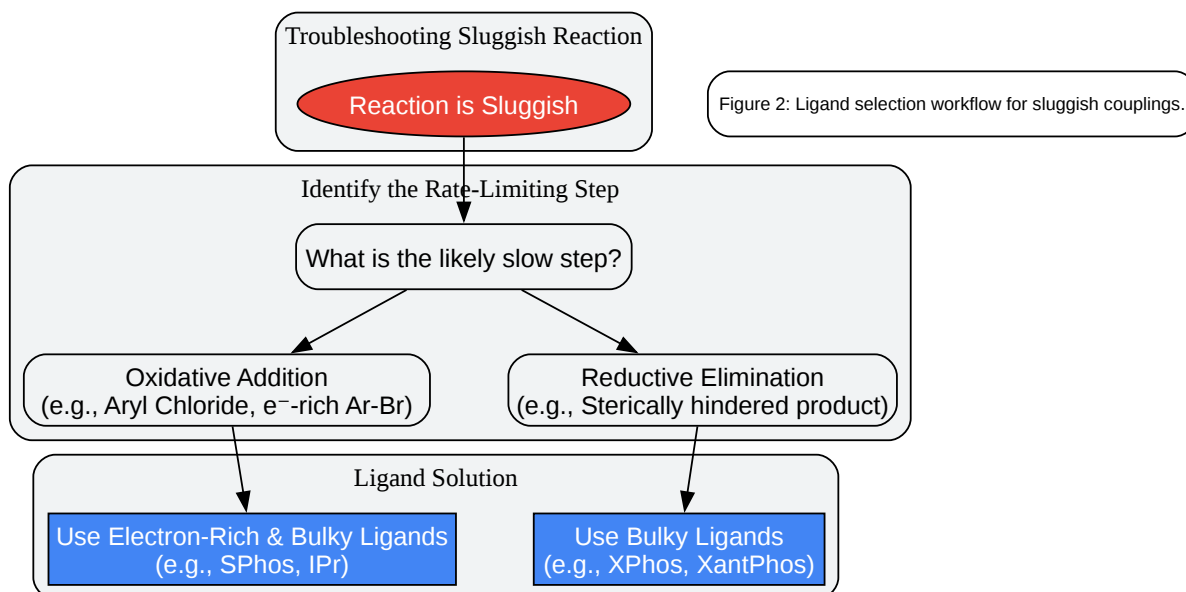 Troubleshooting Sluggish Reaction
Reaction is Sluggish
Figure 2: Ligand selection workflow for sluggish couplings.
Identify the Rate-Limiting Step
What is the likely slow step?
Oxidative Addition
(e.g., Aryl Chloride, e⁻-rich Ar-Br)
Reductive Elimination
(e.g., Sterically hindered product)
Ligand Solution
Use Electron-Rich & Bulky Ligands
(e.g., SPhos, IPr)
Use Bulky Ligands
(e.g., XPhos, XantPhos)